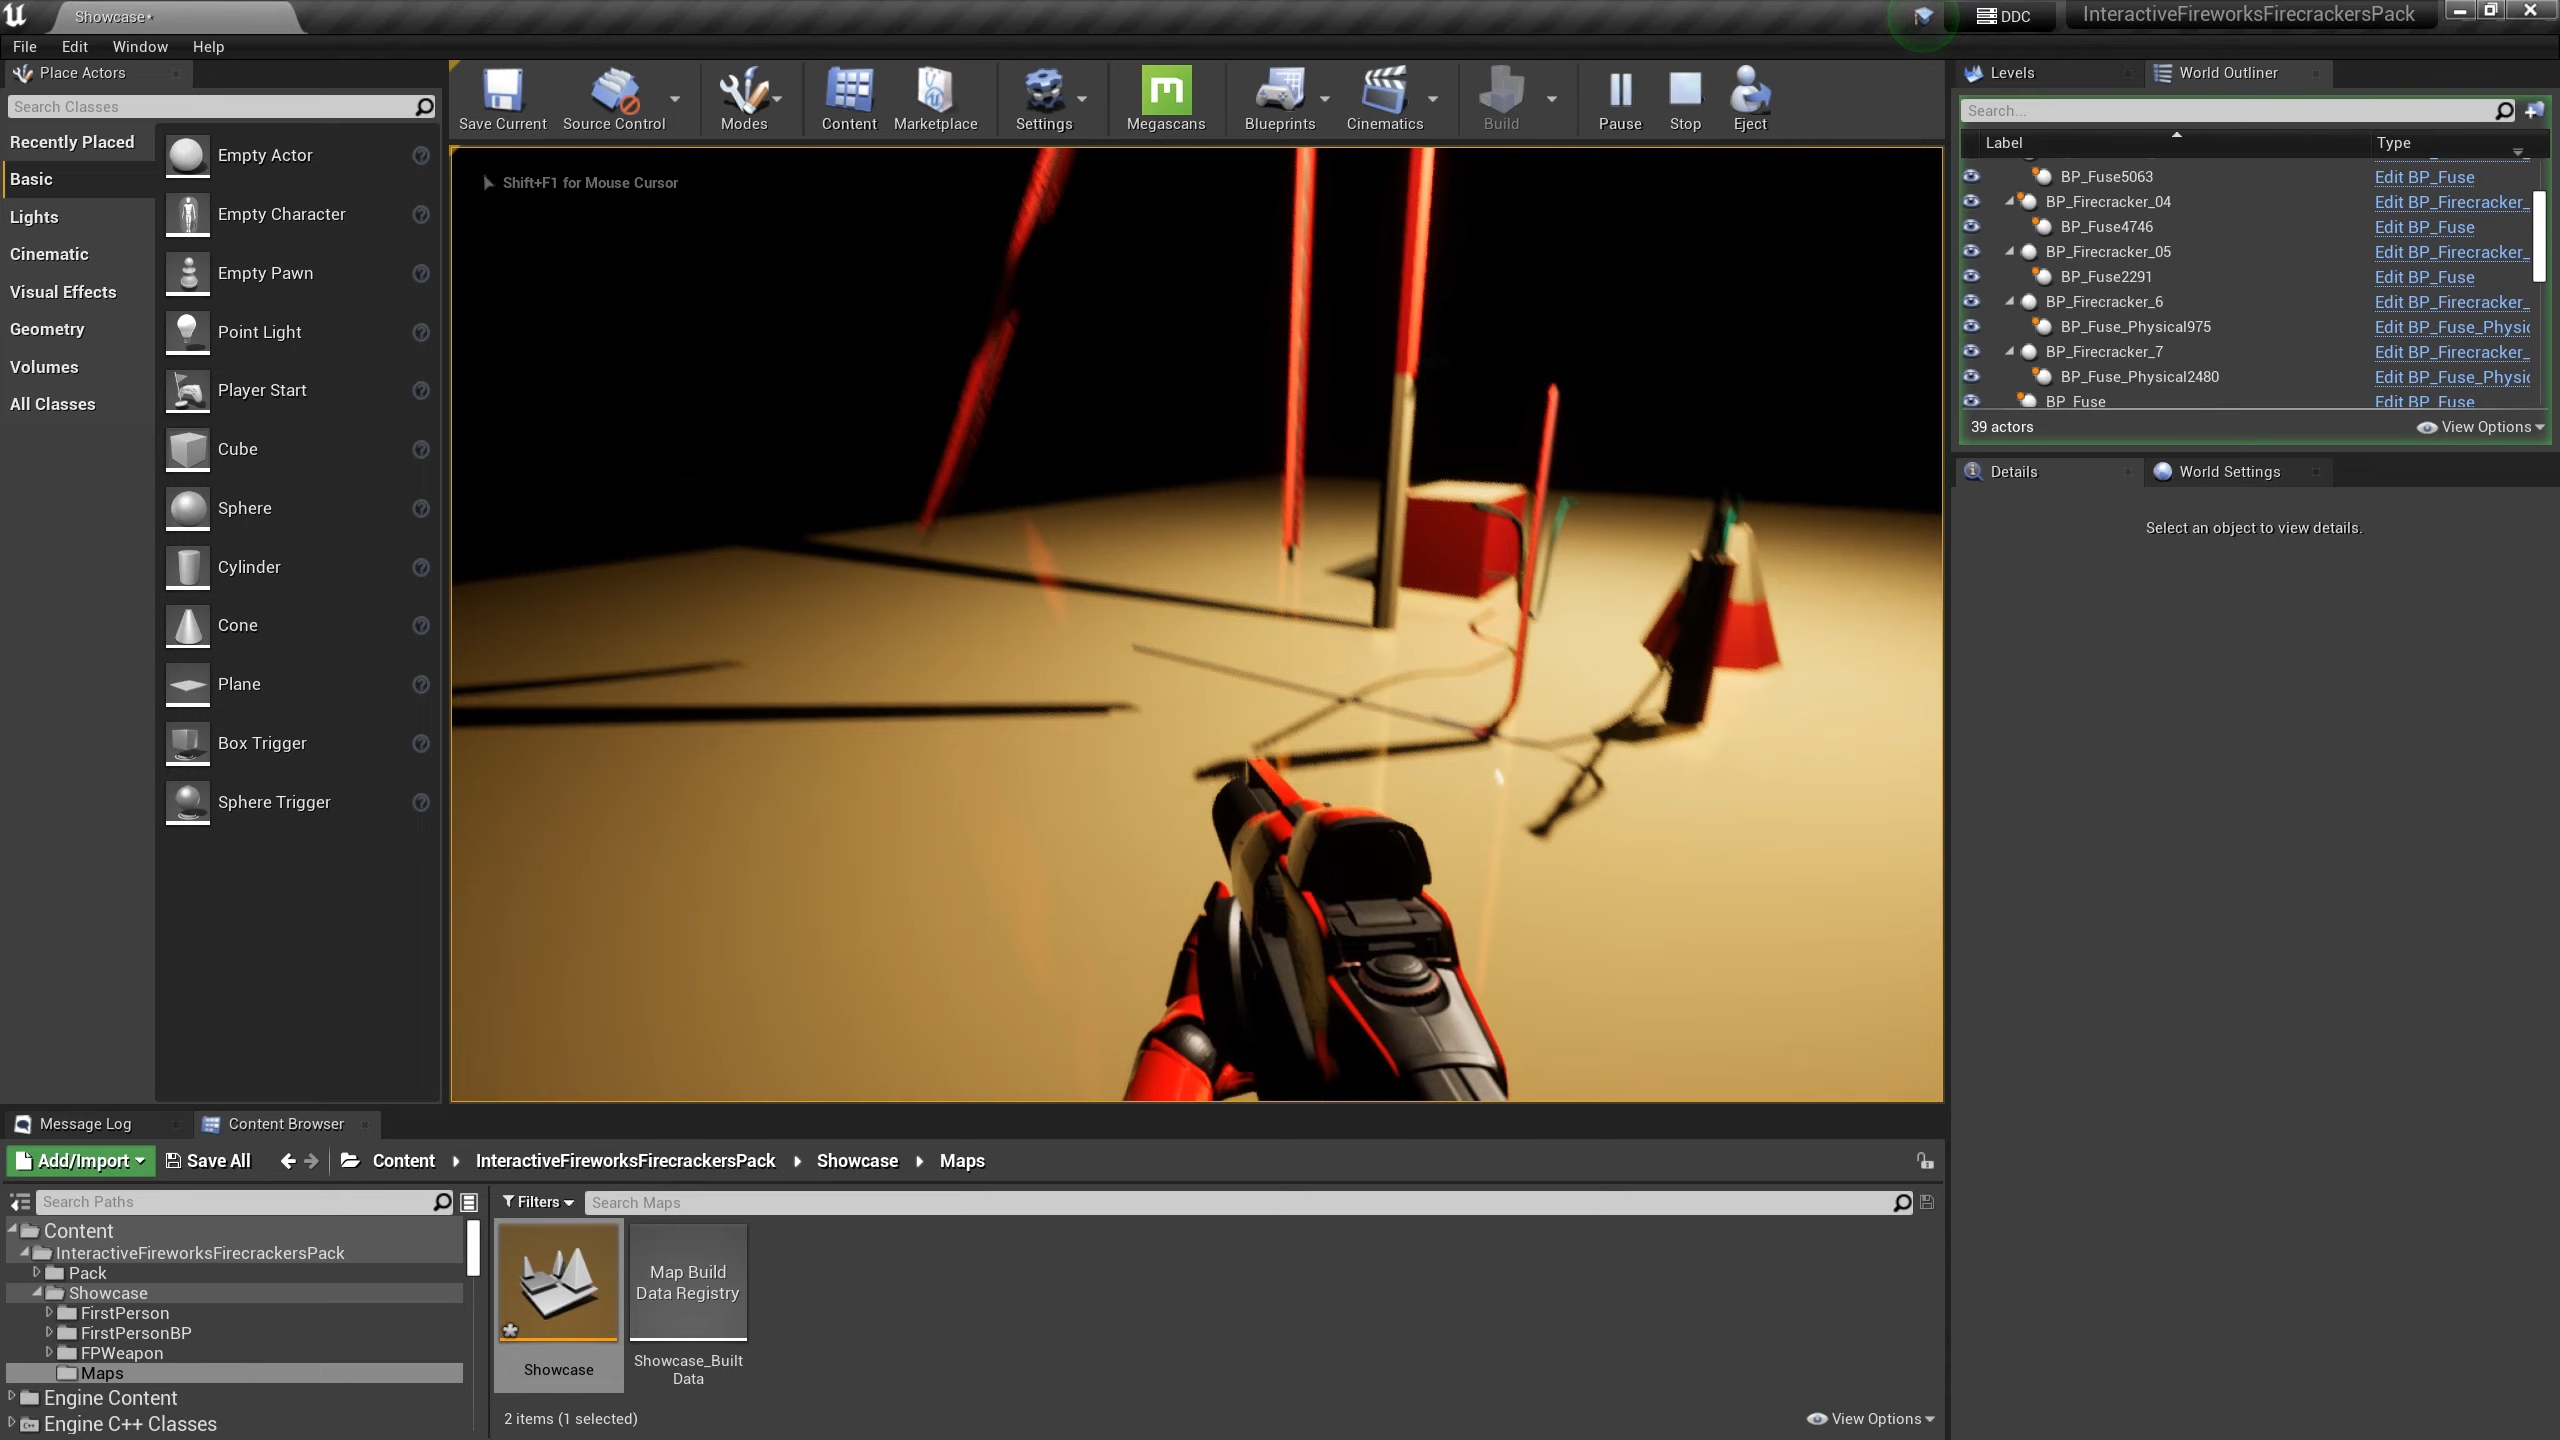 Showcase*
DDC
InteractiveFireworksFirecrackersPack
File Edit Window Help
Place Actors
Search Classes
Recently Placed
Basic
Lights
Cinematic
Visual Effects
Geometry
Volumes
All Classes
Empty Actor
Empty Character
Empty Pawn
Point Light
Player Start
Cube
Sphere
Cylinder
Cone
Plane
Box Trigger
Sphere Trigger
Save Current Source Control Modes Content Marketplace Settings Megascans Blueprints Cinematics Build Pause Stop Eject
Shift+F1 for Mouse Cursor
Levels World Outliner
Search...
Label Type
BP_Fuse5063 Edit BP_Fuse
BP_Firecracker_04 Edit BP_Firecracker_
BP_Fuse4746 Edit BP_Fuse
BP_Firecracker_05 Edit BP_Firecracker_
BP_Fuse2291 Edit BP_Fuse
BP_Firecracker_6 Edit BP_Firecracker_
BP_Fuse_Physical975 Edit BP_Fuse_Physic
BP_Firecracker_7 Edit BP_Firecracker_
BP_Fuse_Physical2480 Edit BP_Fuse_Physic
BP_Fuse Edit BP_Fuse
39 actors View Options
Details World Settings
Select an object to view details.
Message Log Content Browser
Add/Import Save All Content InteractiveFireworksFirecrackersPack Showcase Maps
Search Paths
Filters Search Maps
Content
InteractiveFireworksFirecrackersPack
Pack
Showcase
FirstPerson
FirstPersonBP
FPWeapon
Maps
Engine Content
Engine C++ Classes
Map Build
Data Registry
Showcase
Showcase_Built
Data
2 items (1 selected) View Options